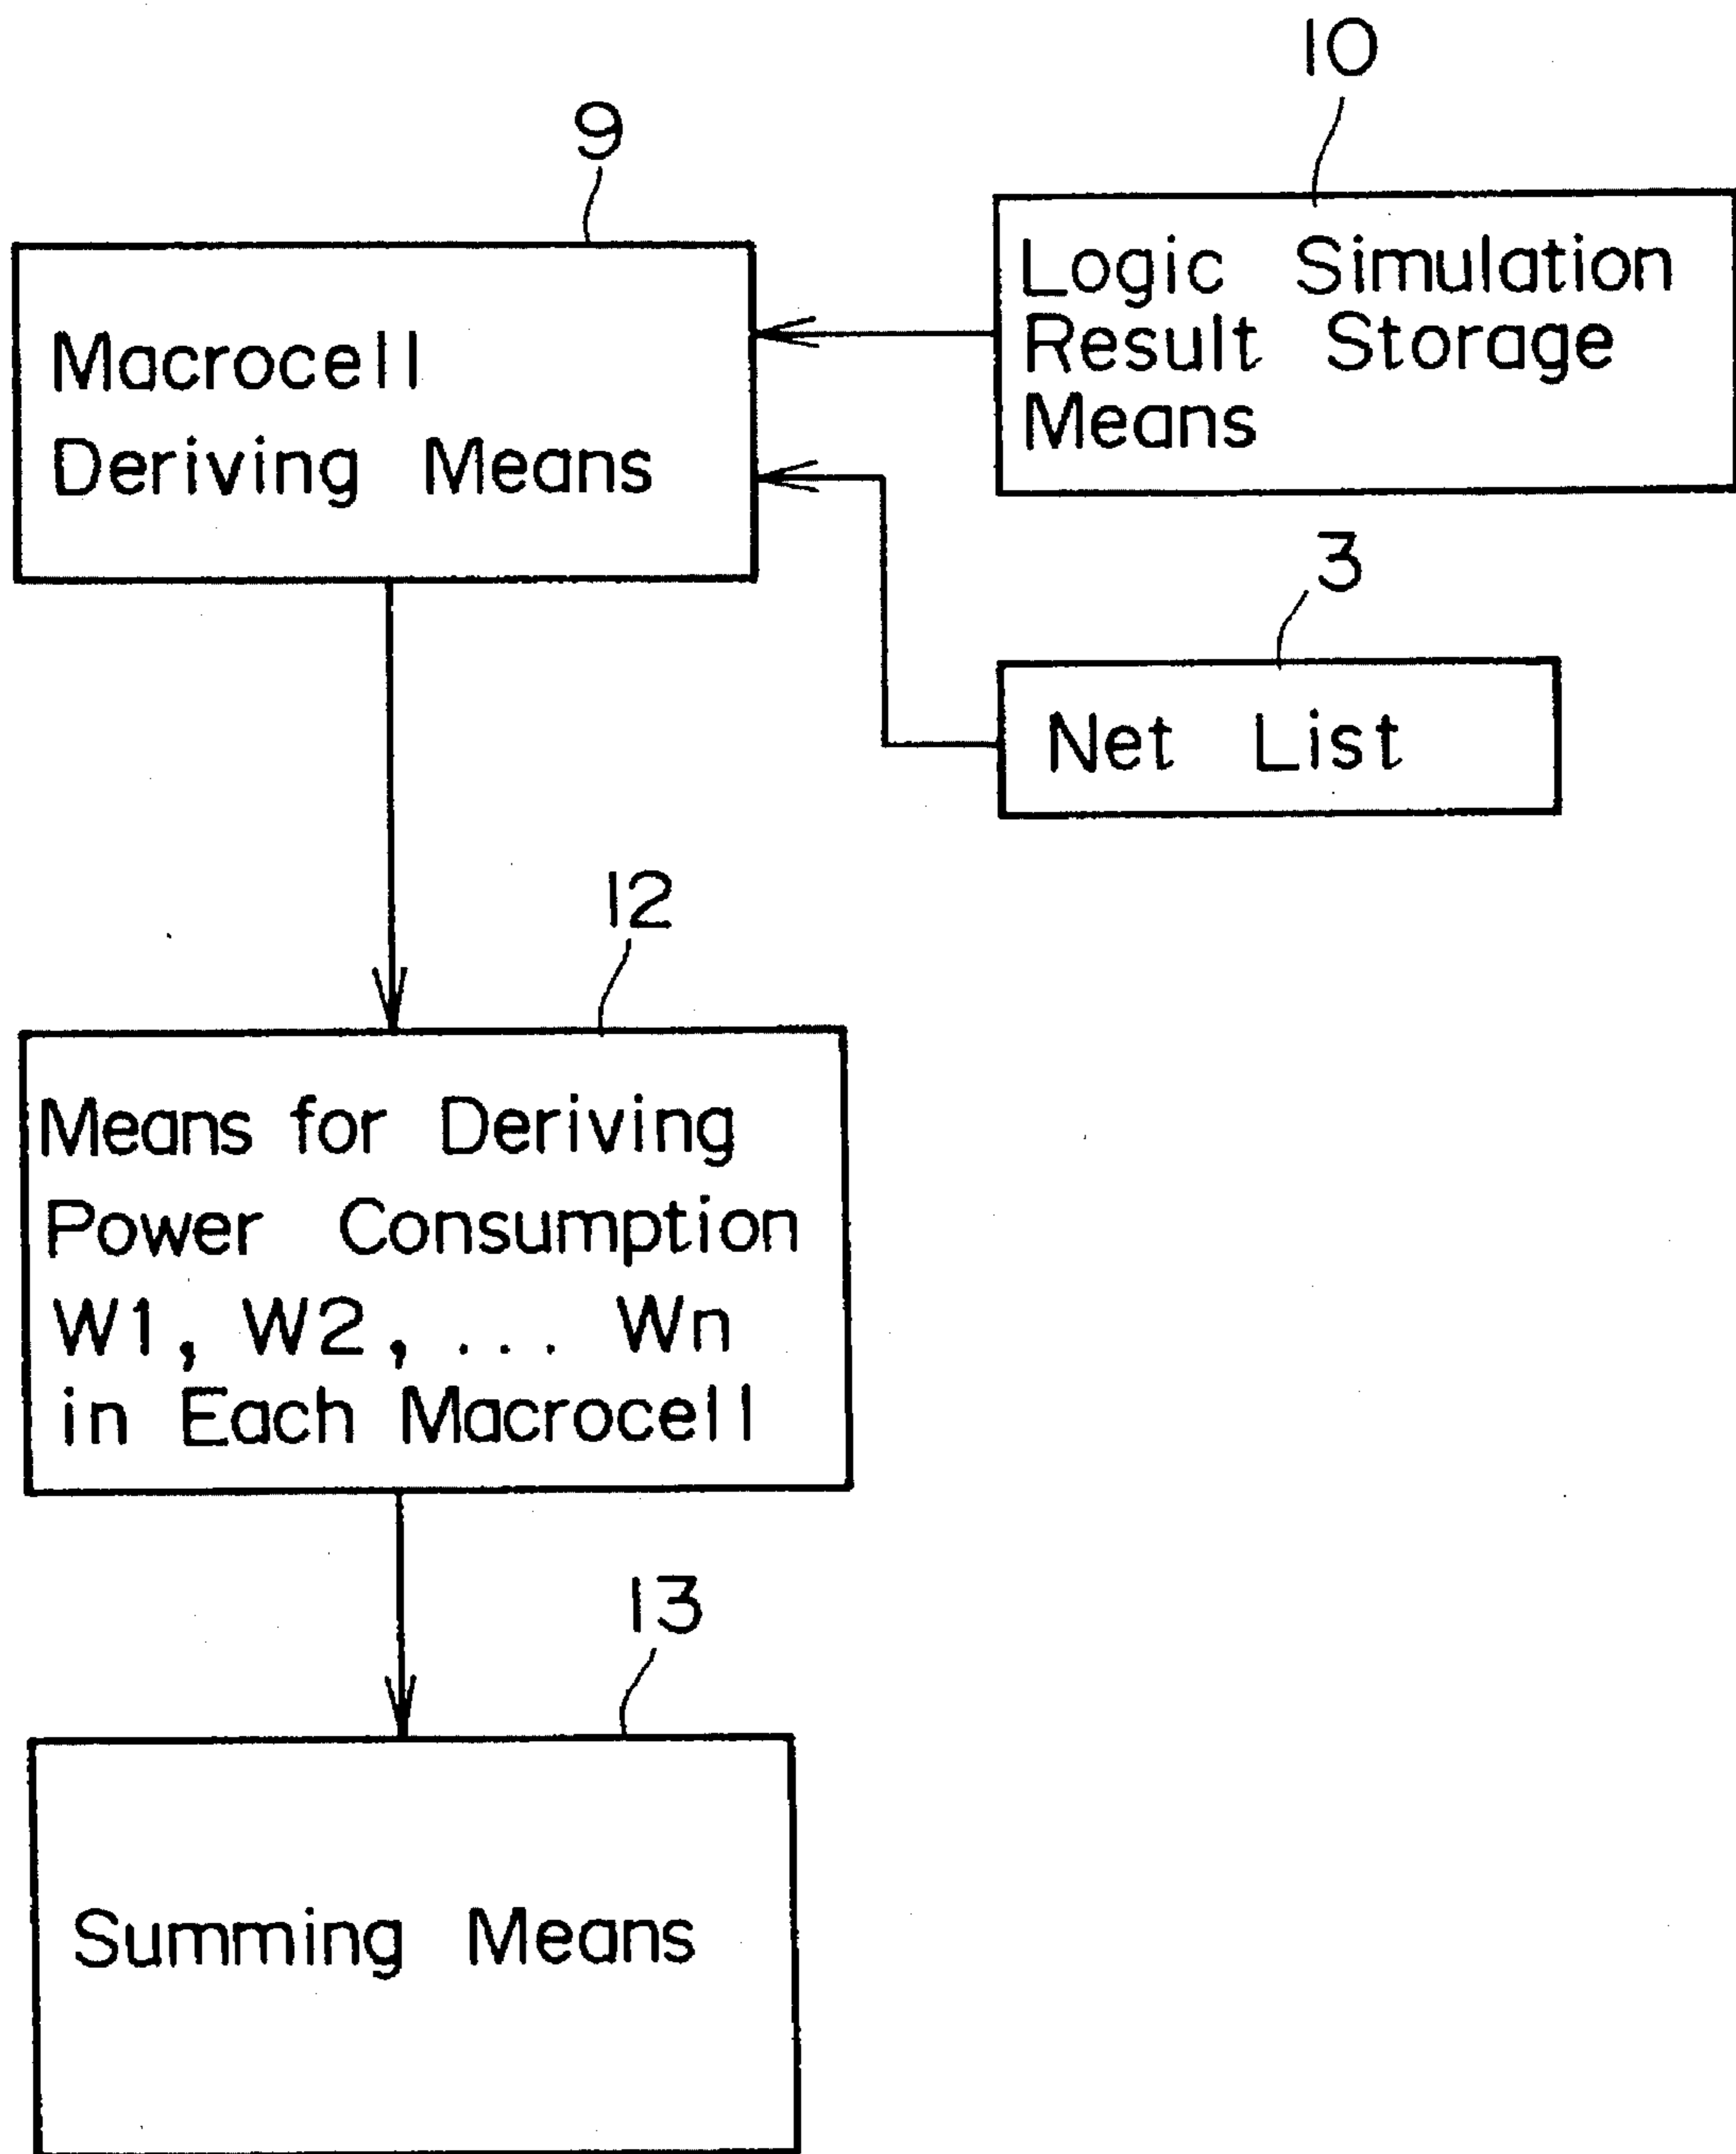 10
9
Logic Simulation
Result Storage
Means
Macrocell
Deriving Means
3
Net List
12
Means for Deriving
Power Consumption
W1, W2, ... Wn
in Each Macrocell
13
Summing Means